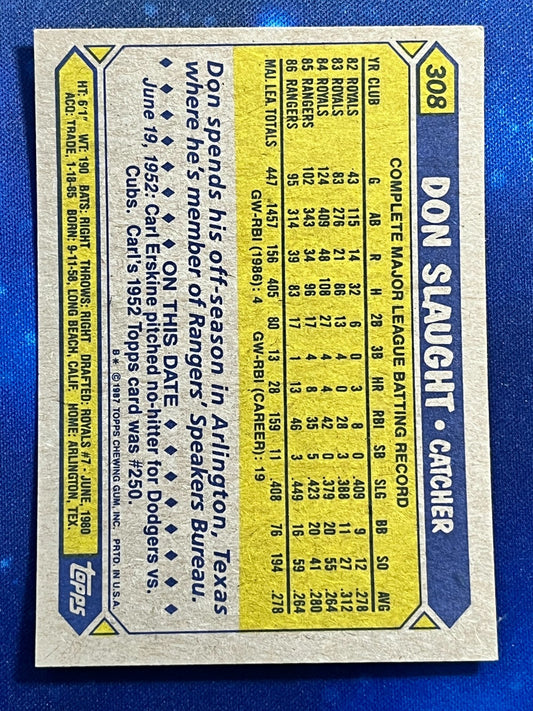 308
DON SLAUGHT • CATCHER
COMPLETE MAJOR LEAGUE BATTING RECORD
YR CLUB G AB R H 2B 3B HR RBI SB SLG BB SO AVG
82 ROYALS 43 115 14 32 6 0 3 8 0 .409 9 12 .278
83 ROYALS 83 276 21 86 13 4 0 28 3 .388 11 27 .312
84 ROYALS 124 409 48 108 27 4 4 42 0 .379 20 55 .264
85 RANGERS 102 343 34 96 17 4 8 35 5 .423 20 41 .280
86 RANGERS 95 314 39 83 17 1 13 46 3 .449 16 59 .264
MAJ. LEA. TOTALS 447 1457 156 405 80 13 28 159 11 .408 76 194 .278
GW-RBI (1986): 4 GW-RBI (CAREER): 19
Don spends his off-season in Arlington, Texas
where he's member of Rangers' Speakers Bureau.
♦ ♦ ♦ ♦ ♦ ON THIS DATE ♦ ♦ ♦ ♦ ♦
June 19, 1952: Carl Erskine pitched no-hitter for Dodgers vs.
Cubs. Carl's 1952 Topps card was #250.
B* © 1987 TOPPS CHEWING GUM, INC. PRTD. IN U.S.A.
HT: 6'1" WT: 190 BATS: RIGHT THROWS: RIGHT DRAFTED: ROYALS #7 - JUNE, 1980
ACQ: TRADE, 1-18-85 BORN: 9-11-58, LONG BEACH, CALIF. HOME: ARLINGTON, TEX.
topps